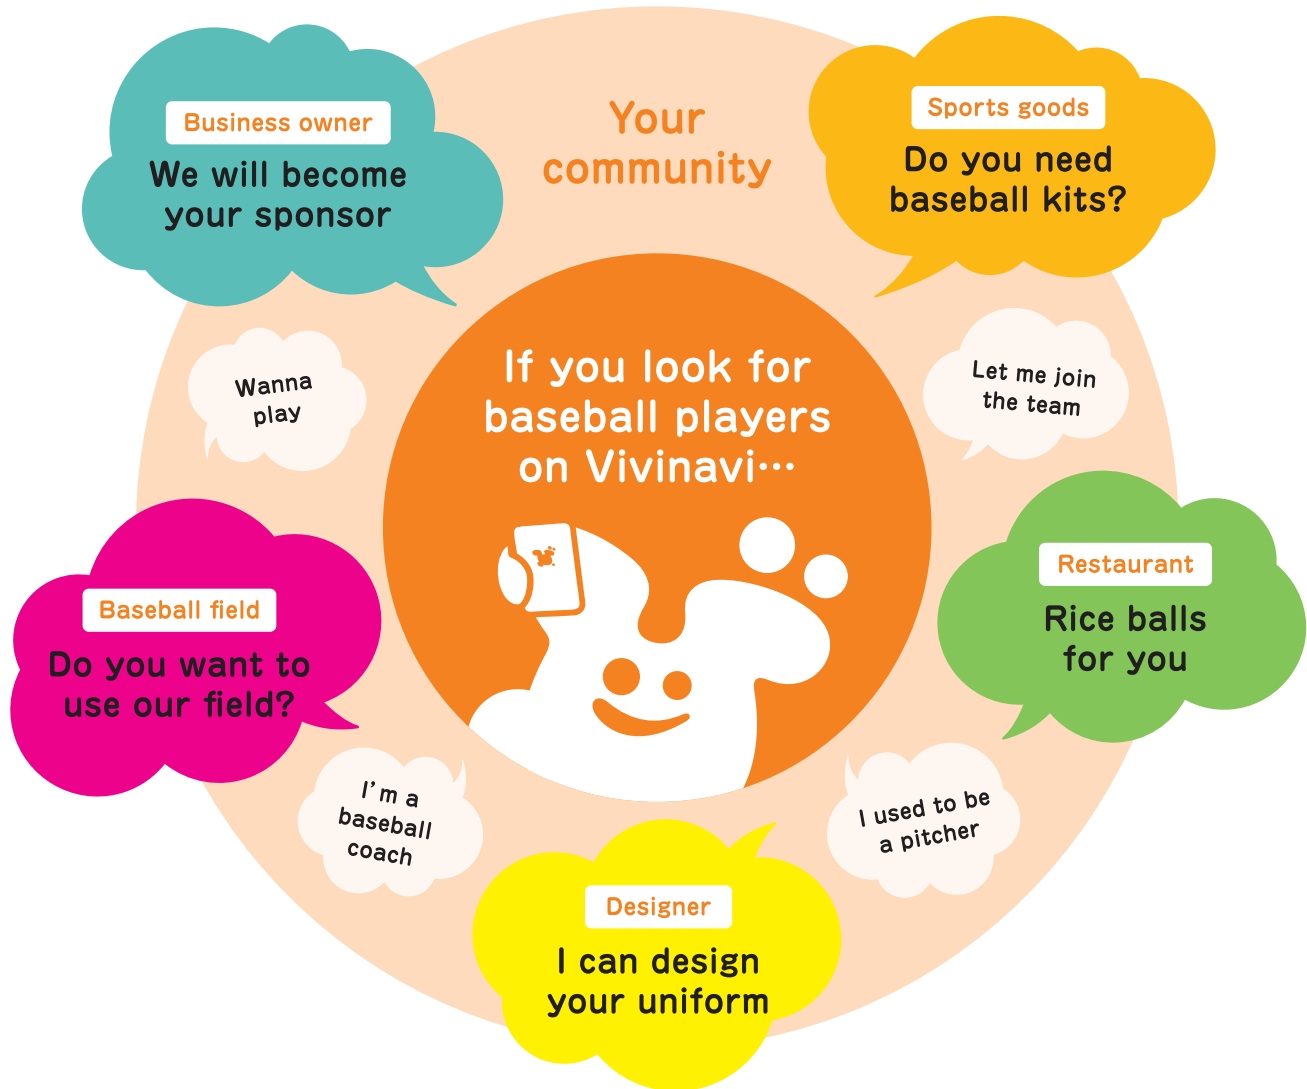 Your
community
Business owner
We will become
your sponsor
Sports goods
Do you need
baseball kits?
If you look for
baseball players
on Vivinavi…
Wanna
play
Let me join
the team
Baseball field
Do you want to
use our field?
Restaurant
Rice balls
for you
I'm a
baseball
coach
I used to be
a pitcher
Designer
I can design
your uniform